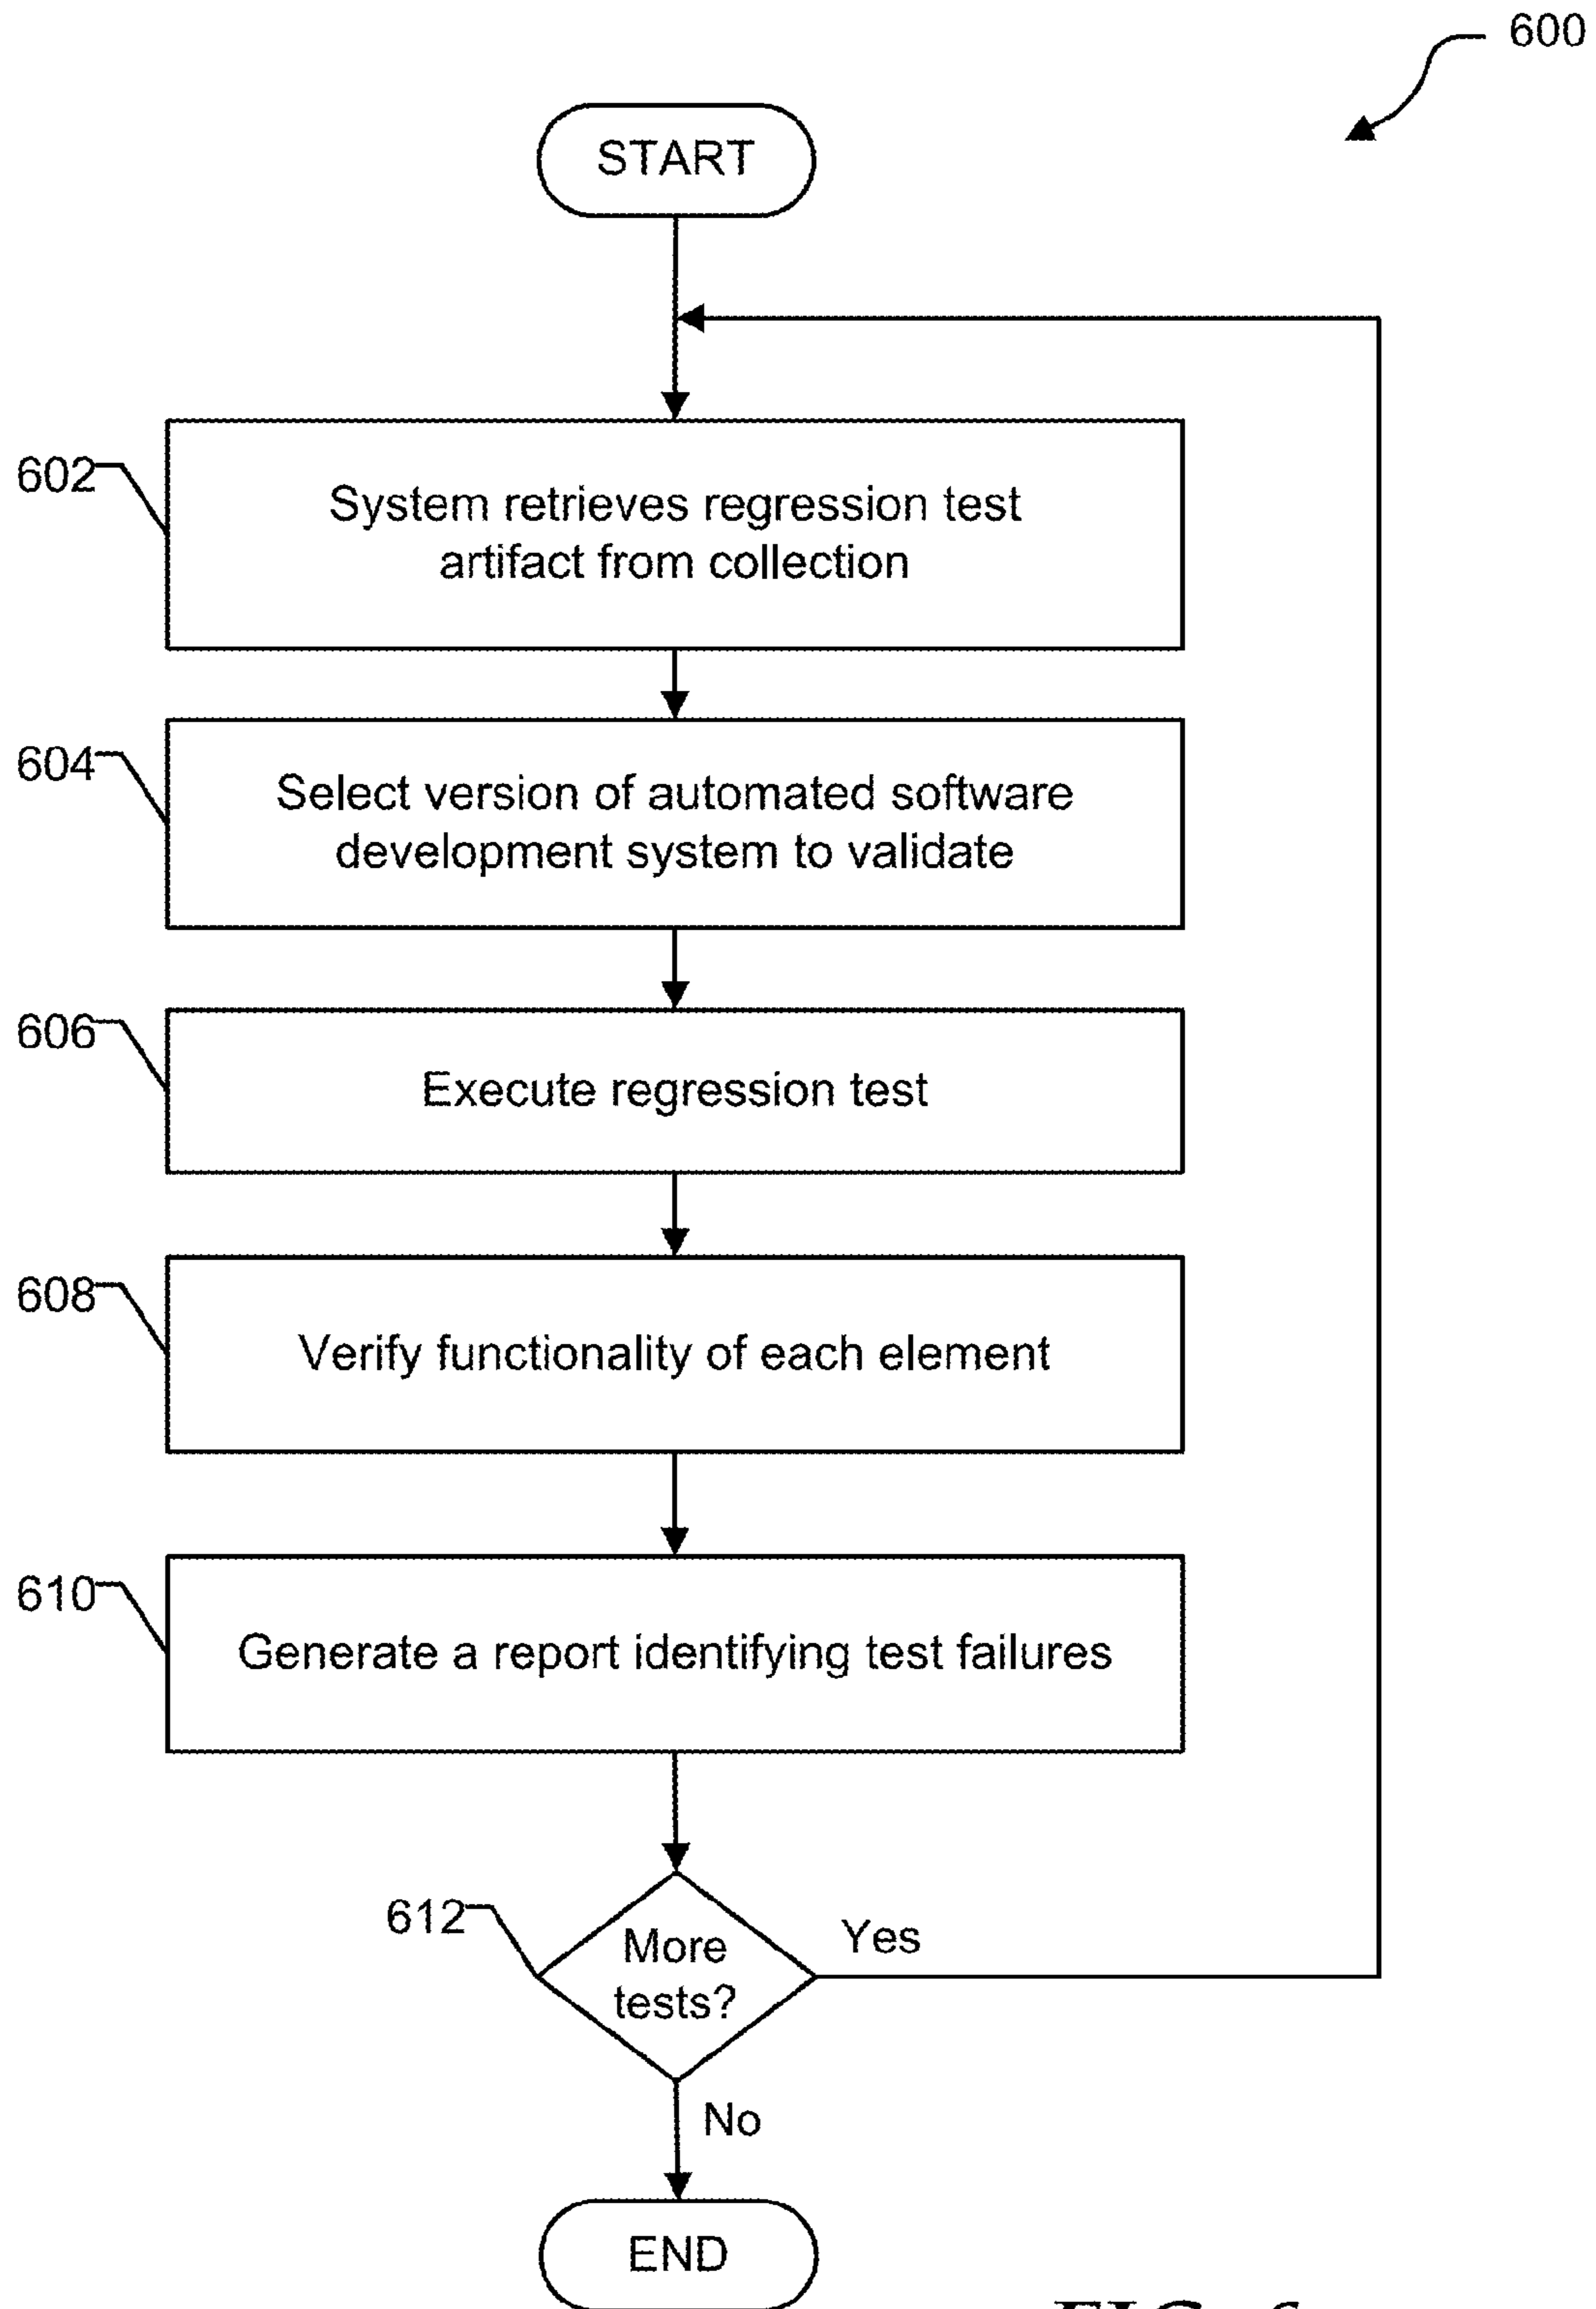 600
START
602
System retrieves regression test
artifact from collection
604
Select version of automated software
development system to validate
606
Execute regression test
608
Verify functionality of each element
610
Generate a report identifying test failures
612
More
tests?
Yes
No
END